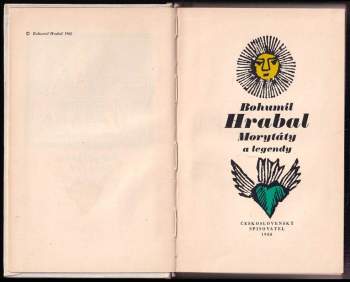 © Bohumil Hrabal 1968
Bohumil
Hrabal
Morytáty
a legendy
ČESKOSLOVENSKÝ
SPISOVATEL
1968